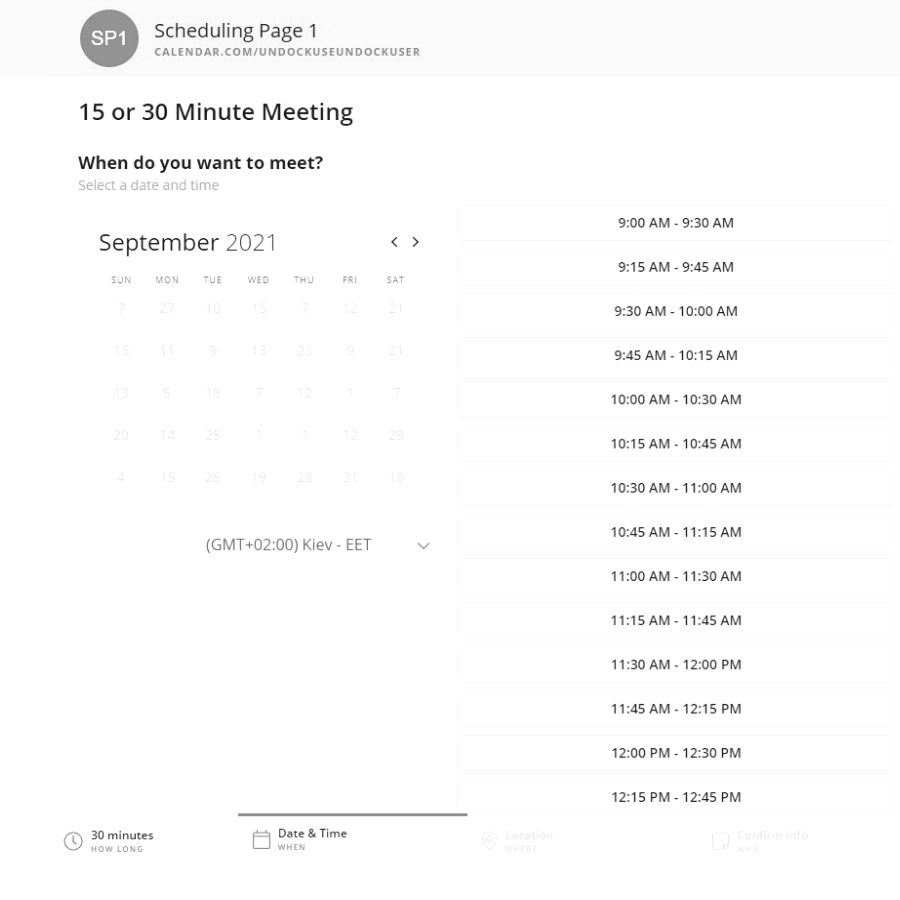 SP1
Scheduling Page 1
CALENDAR.COM/UNDOCKUSEUNDOCKUSER
15 or 30 Minute Meeting
When do you want to meet?
Select a date and time
September 2021
SUN MON TUE WED THU FRI SAT
7 27 10 15 7 12 21
15 11 9 13 23 9 21
13 5 19 7 12 1 7
20 14 25 1 1 12 29
4 15 26 19 28 31 18
(GMT+02:00) Kiev - EET
9:00 AM - 9:30 AM
9:15 AM - 9:45 AM
9:30 AM - 10:00 AM
9:45 AM - 10:15 AM
10:00 AM - 10:30 AM
10:15 AM - 10:45 AM
10:30 AM - 11:00 AM
10:45 AM - 11:15 AM
11:00 AM - 11:30 AM
11:15 AM - 11:45 AM
11:30 AM - 12:00 PM
11:45 AM - 12:15 PM
12:00 PM - 12:30 PM
12:15 PM - 12:45 PM
30 minutes
HOW LONG
Date & Time
WHEN
Location
WHERE
Confirm Info
WHO